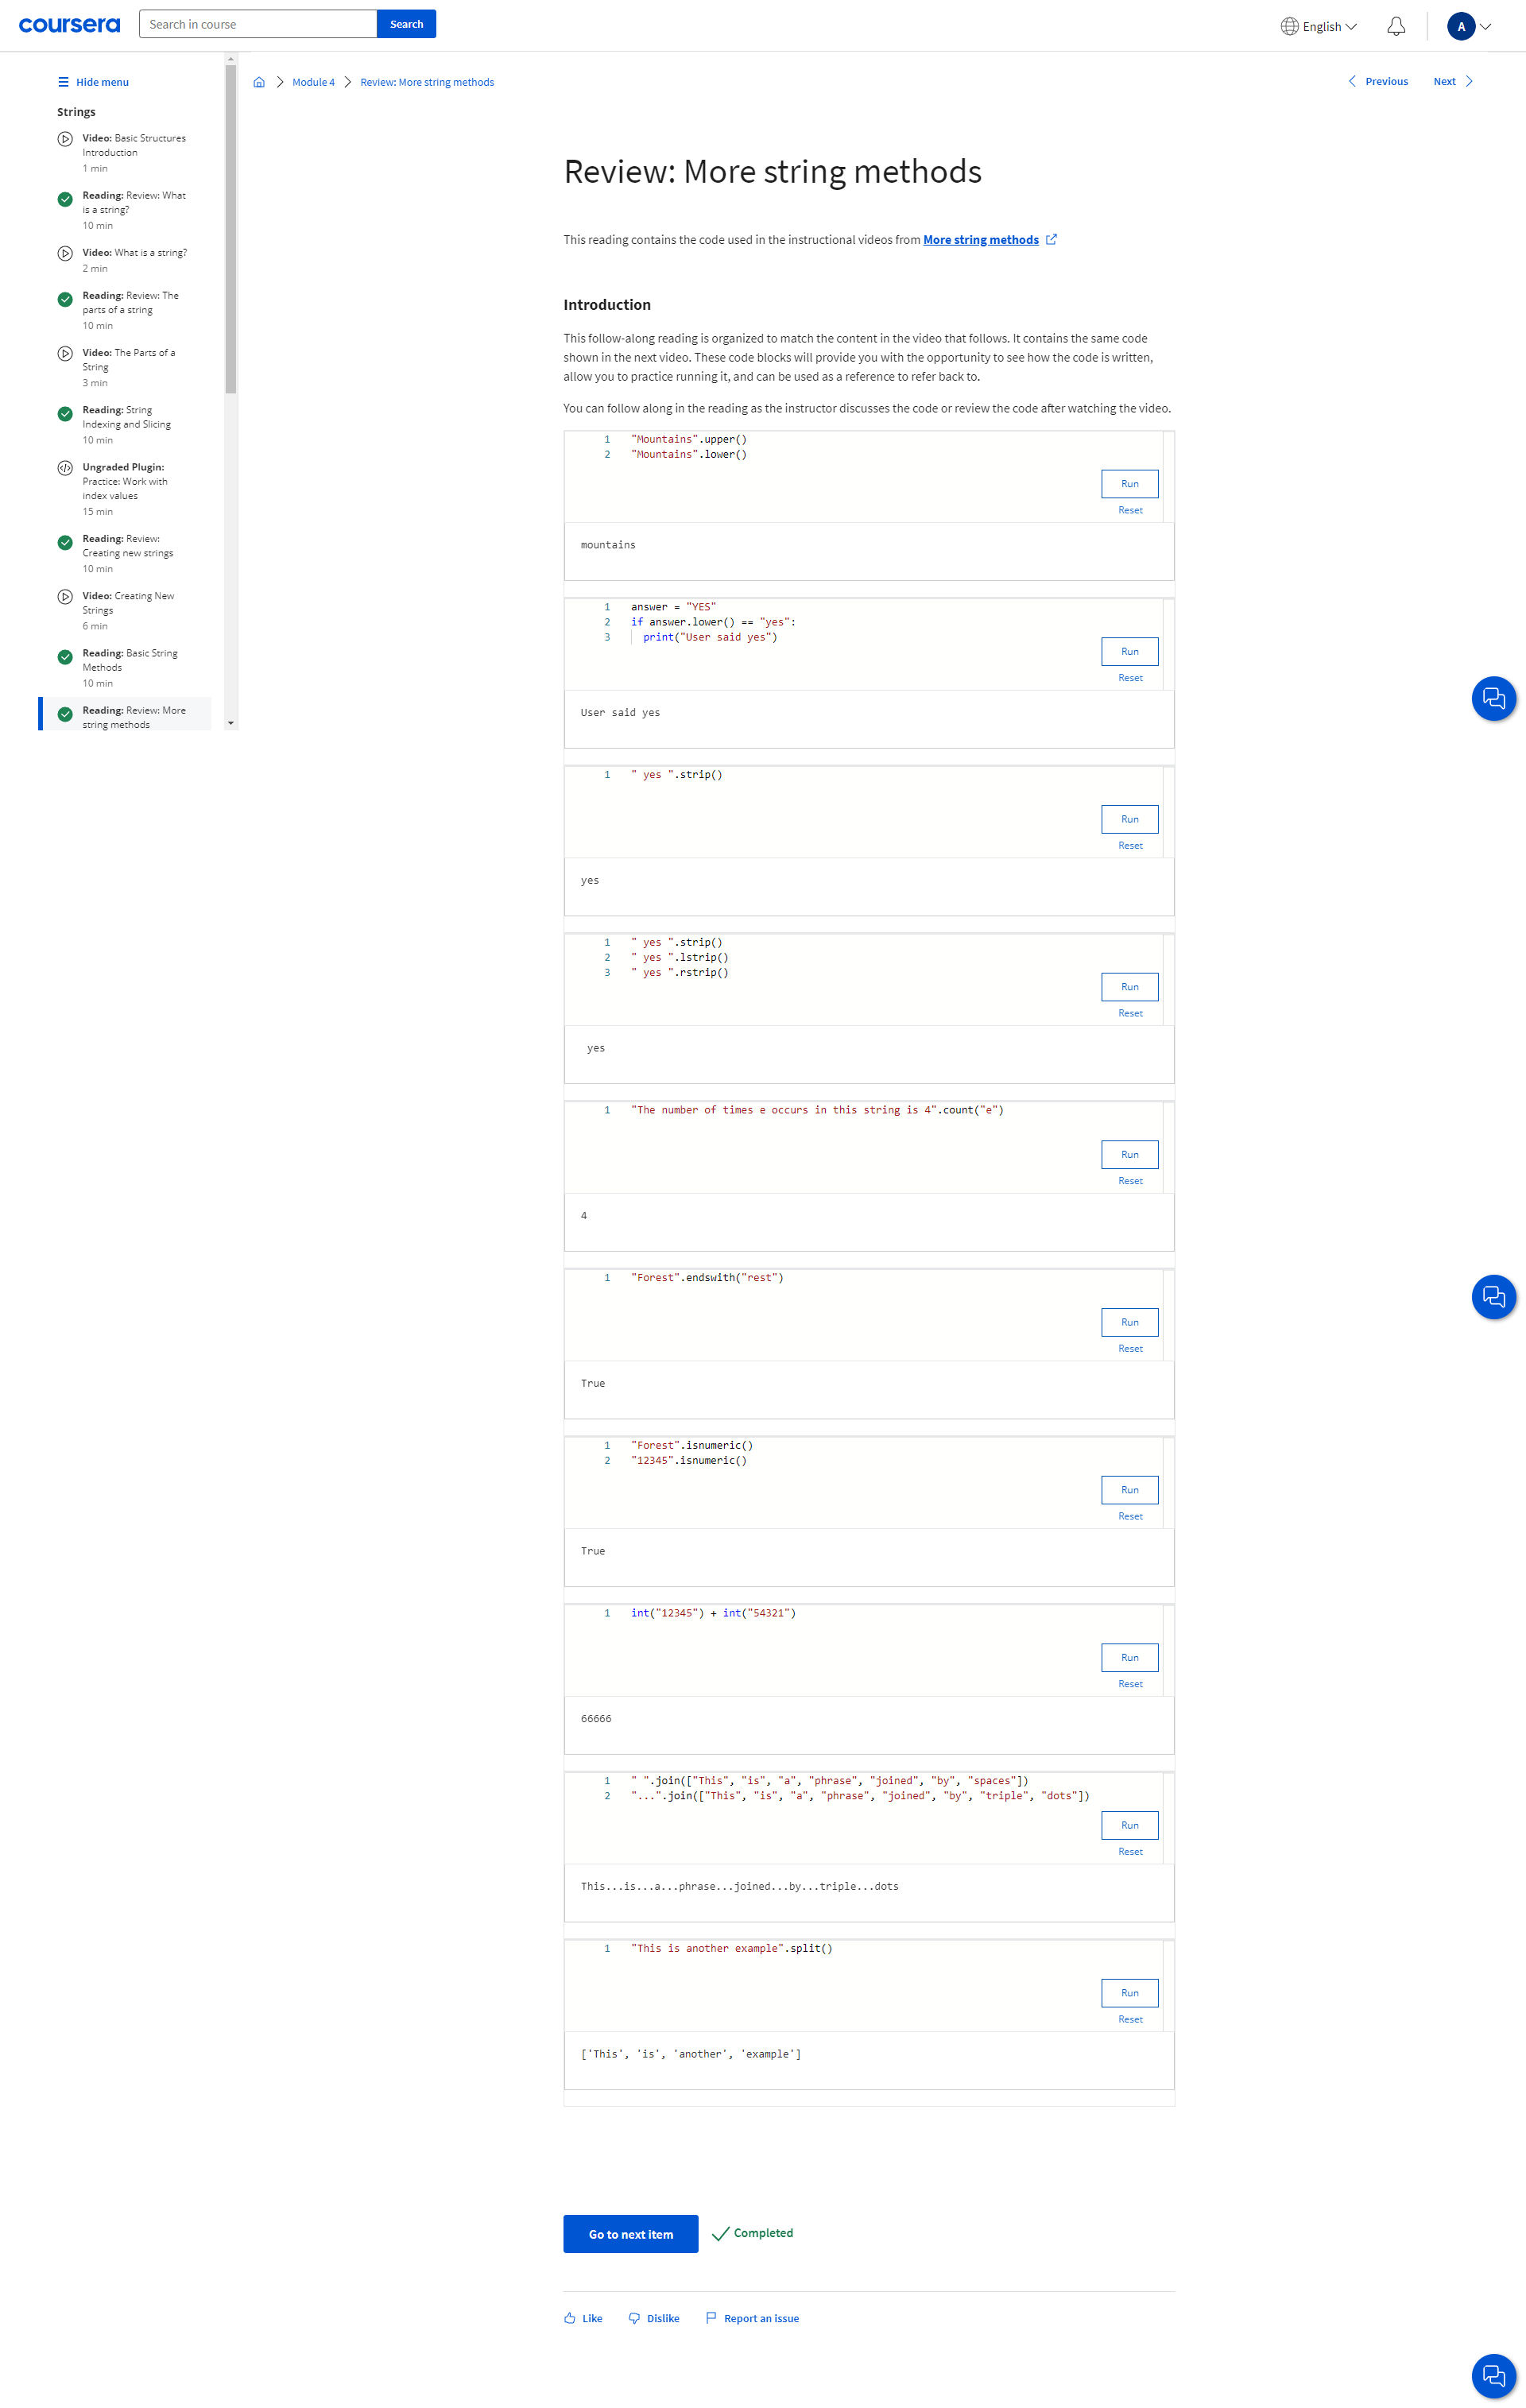 coursera
Search in course
Search
English
A
Hide menu
Strings
Video: Basic Structures
Introduction
1 min
Reading: Review: What
is a string?
10 min
Video: What is a string?
2 min
Reading: Review: The
parts of a string
10 min
Video: The Parts of a
String
3 min
Reading: String
Indexing and Slicing
10 min
Ungraded Plugin:
Practice: Work with
index values
15 min
Reading: Review:
Creating new strings
10 min
Video: Creating New
Strings
6 min
Reading: Basic String
Methods
10 min
Reading: Review: More
string methods
Module 4
Review: More string methods
Previous
Next
Review: More string methods
This reading contains the code used in the instructional videos from More string methods
Introduction
This follow-along reading is organized to match the content in the video that follows. It contains the same code
shown in the next video. These code blocks will provide you with the opportunity to see how the code is written,
allow you to practice running it, and can be used as a reference to refer back to.
You can follow along in the reading as the instructor discusses the code or review the code after watching the video.
1 "Mountains".upper()
2 "Mountains".lower()
Run
Reset
mountains
1 answer = "YES"
2 if answer.lower() == "yes":
3 print("User said yes")
Run
Reset
User said yes
1 " yes ".strip()
Run
Reset
yes
1 " yes ".strip()
2 " yes ".lstrip()
3 " yes ".rstrip()
Run
Reset
yes
1 "The number of times e occurs in this string is 4".count("e")
Run
Reset
4
1 "Forest".endswith("rest")
Run
Reset
True
1 "Forest".isnumeric()
2 "12345".isnumeric()
Run
Reset
True
1 int("12345") + int("54321")
Run
Reset
66666
1 " ".join(["This", "is", "a", "phrase", "joined", "by", "spaces"])
2 "...".join(["This", "is", "a", "phrase", "joined", "by", "triple", "dots"])
Run
Reset
This...is...a...phrase...joined...by...triple...dots
1 "This is another example".split()
Run
Reset
['This', 'is', 'another', 'example']
Go to next item
Completed
Like
Dislike
Report an issue